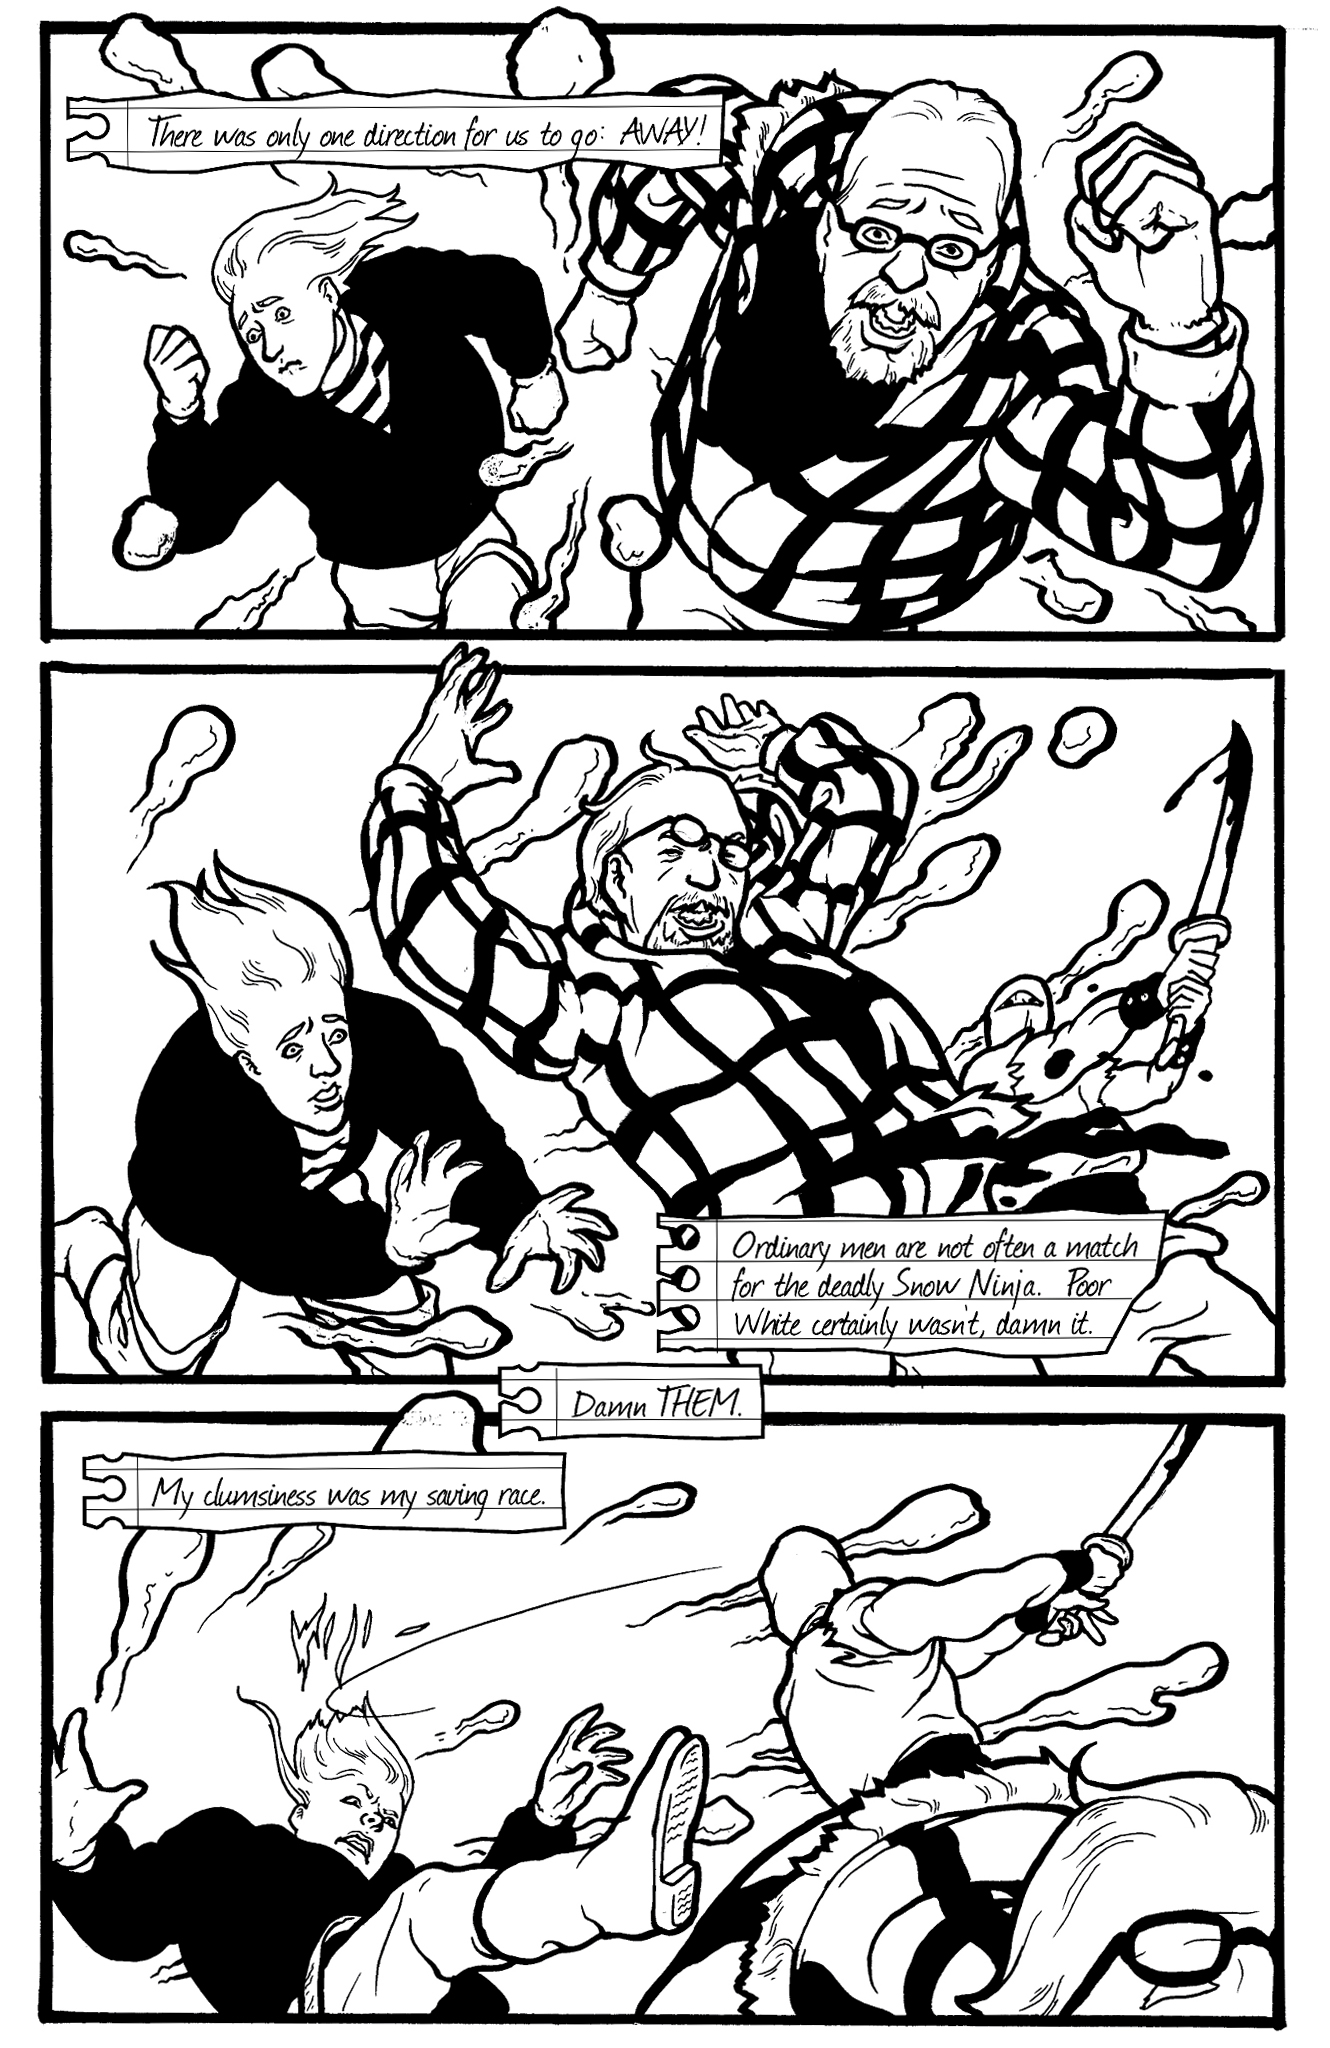 There was only one direction for us to go: AWAY!
Ordinary men are not often a match
for the deadly Snow Ninja. Poor
White certainly wasn't, damn it.
Damn THEM.
My clumsiness was my saving race.